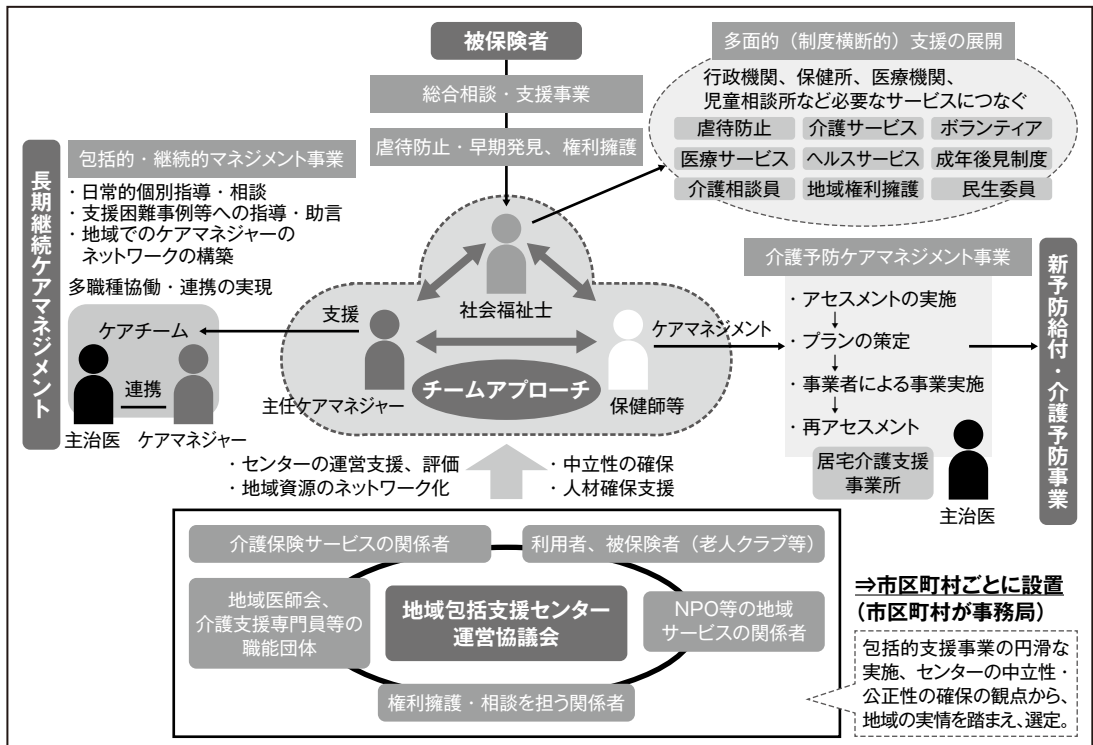 被保険者
総合相談・支援事業
虐待防止・早期発見、権利擁護
多面的（制度横断的）支援の展開
行政機関、保健所、医療機関、
児童相談所など必要なサービスにつなぐ
虐待防止
介護サービス
ボランティア
医療サービス
ヘルスサービス
成年後見制度
介護相談員
地域権利擁護
民生委員
長期継続ケアマネジメント
包括的・継続的マネジメント事業
・日常的個別指導・相談
・支援困難事例等への指導・助言
・地域でのケアマネジャーの
ネットワークの構築
多職種協働・連携の実現
ケアチーム
連携
主治医
ケアマネジャー
支援
社会福祉士
主任ケアマネジャー
チームアプローチ
保健師等
ケアマネジメント
介護予防ケアマネジメント事業
・アセスメントの実施
・プランの策定
・事業者による事業実施
・再アセスメント
居宅介護支援
事業所
主治医
新予防給付・介護予防事業
・センターの運営支援、評価
・地域資源のネットワーク化
・中立性の確保
・人材確保支援
介護保険サービスの関係者
利用者、被保険者（老人クラブ等）
地域医師会、
介護支援専門員等の
職能団体
地域包括支援センター
運営協議会
NPO等の地域
サービスの関係者
権利擁護・相談を担う関係者
⇒市区町村ごとに設置
（市区町村が事務局）
包括的支援事業の円滑な
実施、センターの中立性・
公正性の確保の観点から、
地域の実情を踏まえ、選定。